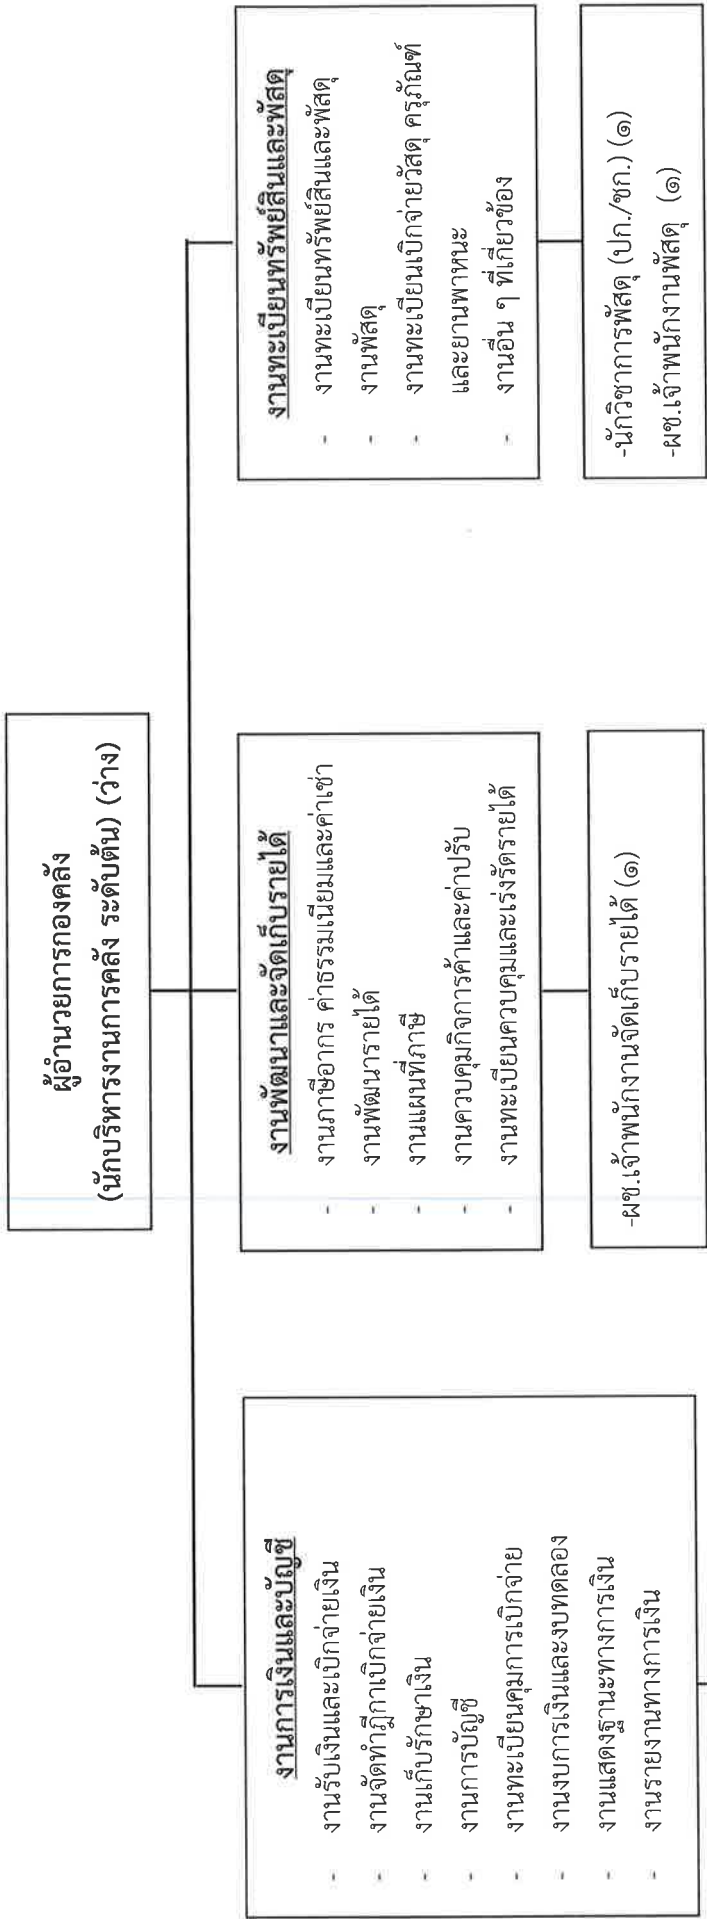 ผู้อำนวยการกองคลัง
(นักบริหารงานการคลัง ระดับต้น) (ว่าง)
งานการเงินและบัญชี
- งานรับเงินและเบิกจ่ายเงิน
- งานจัดทำฎีกาเบิกจ่ายเงิน
- งานเก็บรักษาเงิน
- งานการบัญชี
- งานทะเบียนคุมการเบิกจ่าย
- งานงบการเงินและงบทดลอง
- งานแสดงฐานะทางการเงิน
- งานรายงานทางการเงิน
งานพัฒนาและจัดเก็บรายได้
- งานภาษีอากร ค่าธรรมเนียมและค่าเช่า
- งานพัฒนารายได้
- งานแผนที่ภาษี
- งานควบคุมกิจการค้าและค่าปรับ
- งานทะเบียนควบคุมและเร่งรัดรายได้
-ผช.เจ้าพนักงานจัดเก็บรายได้ (๑)
งานทะเบียนทรัพย์สินและพัสดุ
- งานทะเบียนทรัพย์สินและพัสดุ
- งานพัสดุ
- งานทะเบียนเบิกจ่ายวัสดุ ครุภัณฑ์
และยานพาหนะ
- งานอื่น ๆ ที่เกี่ยวข้อง
-นักวิชาการพัสดุ (ปก./ชก.) (๑)
-ผช.เจ้าพนักงานพัสดุ (๑)